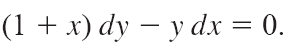 (1 + x) dy − y dx = 0.